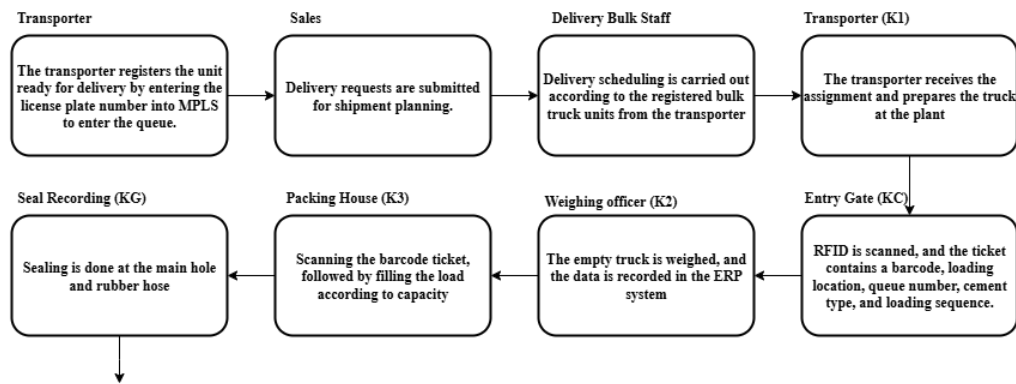 Transporter
The transporter registers the unit
ready for delivery by entering the
license plate number into MPLS
to enter the queue.
Sales
Delivery requests are submitted
for shipment planning.
Delivery Bulk Staff
Delivery scheduling is carried out
according to the registered bulk
truck units from the transporter
Transporter (K1)
The transporter receives the
assignment and prepares the truck
at the plant
Entry Gate (KC)
RFID is scanned, and the ticket
contains a barcode, loading
location, queue number, cement
type, and loading sequence.
Weighing officer (K2)
The empty truck is weighed, and
the data is recorded in the ERP
system
Packing House (K3)
Scanning the barcode ticket,
followed by filling the load
according to capacity
Seal Recording (KG)
Sealing is done at the main hole
and rubber hose